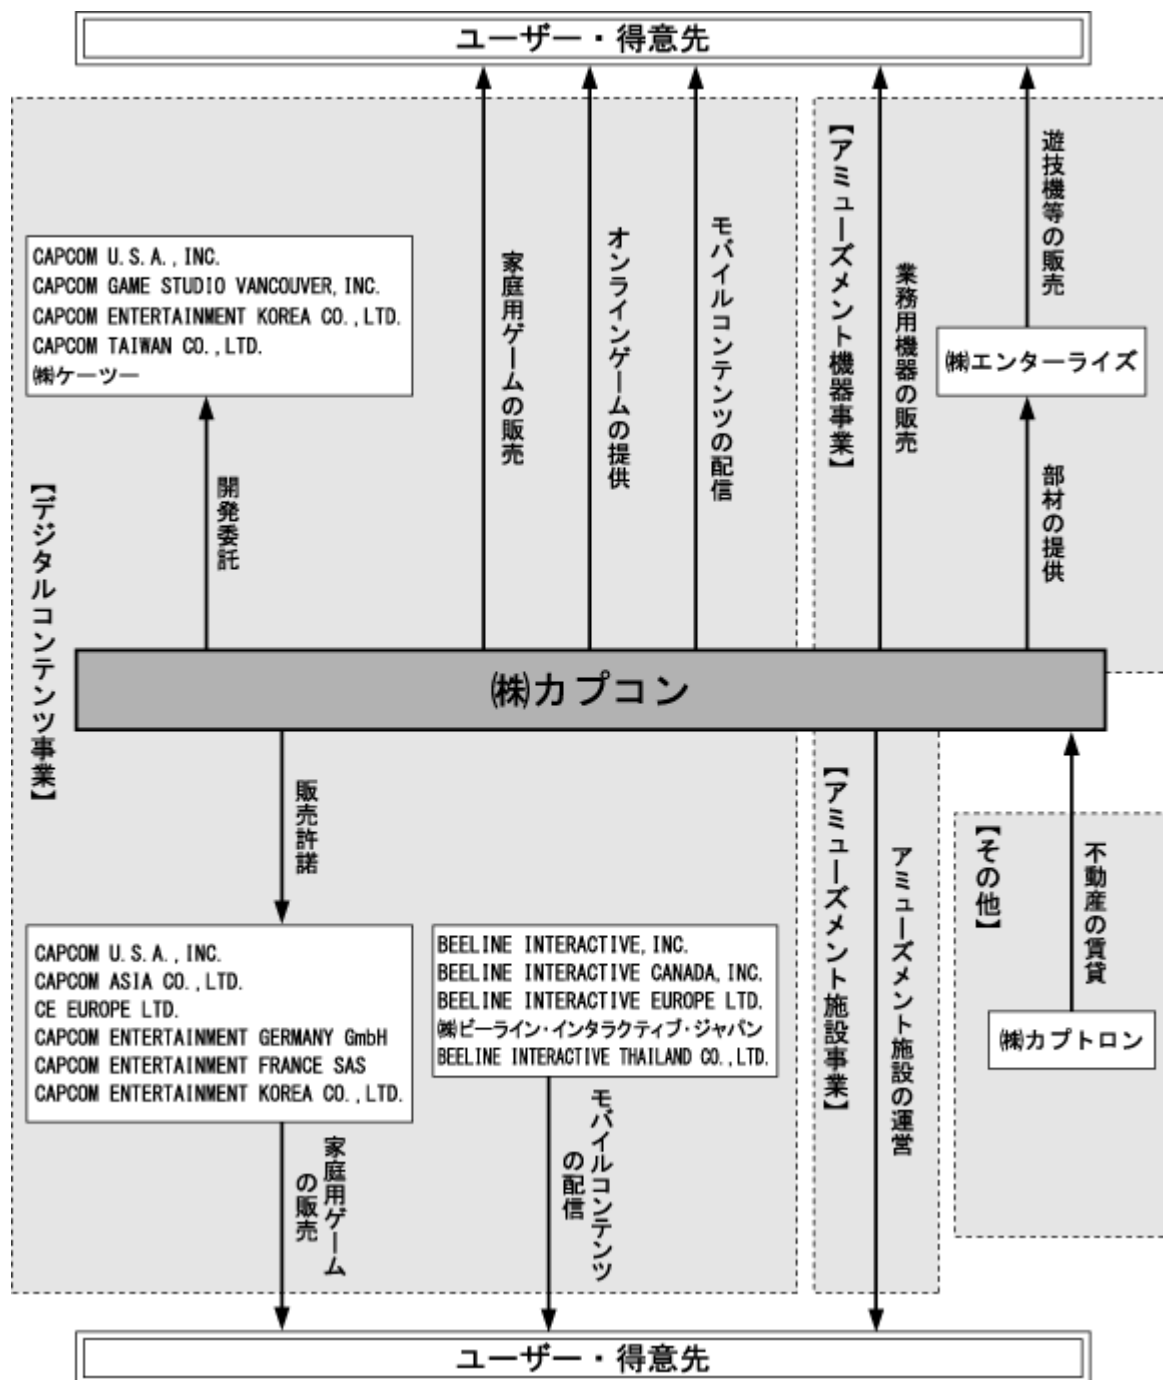 ユーザー・得意先
【デジタルコンテンツ事業】
CAPCOM U.S.A.,INC.
CAPCOM GAME STUDIO VANCOUVER,INC.
CAPCOM ENTERTAINMENT KOREA CO.,LTD.
CAPCOM TAIWAN CO.,LTD.
㈱ケーツー
開発委託
家庭用ゲームの販売
オンラインゲームの提供
モバイルコンテンツの配信
【アミューズメント機器事業】
業務用機器の販売
遊技機等の販売
㈱エンターライズ
部材の提供
㈱カプコン
販売許諾
CAPCOM U.S.A.,INC.
CAPCOM ASIA CO.,LTD.
CE EUROPE LTD.
CAPCOM ENTERTAINMENT GERMANY GmbH
CAPCOM ENTERTAINMENT FRANCE SAS
CAPCOM ENTERTAINMENT KOREA CO.,LTD.
家庭用ゲーム
の販売
BEELINE INTERACTIVE,INC.
BEELINE INTERACTIVE CANADA,INC.
BEELINE INTERACTIVE EUROPE LTD.
㈱ビーライン・インタラクティブ・ジャパン
BEELINE INTERACTIVE THAILAND CO.,LTD.
モバイルコンテンツ
の配信
【アミューズメント施設事業】
アミューズメント施設の運営
【その他】
不動産の賃貸
㈱カプトロン
ユーザー・得意先